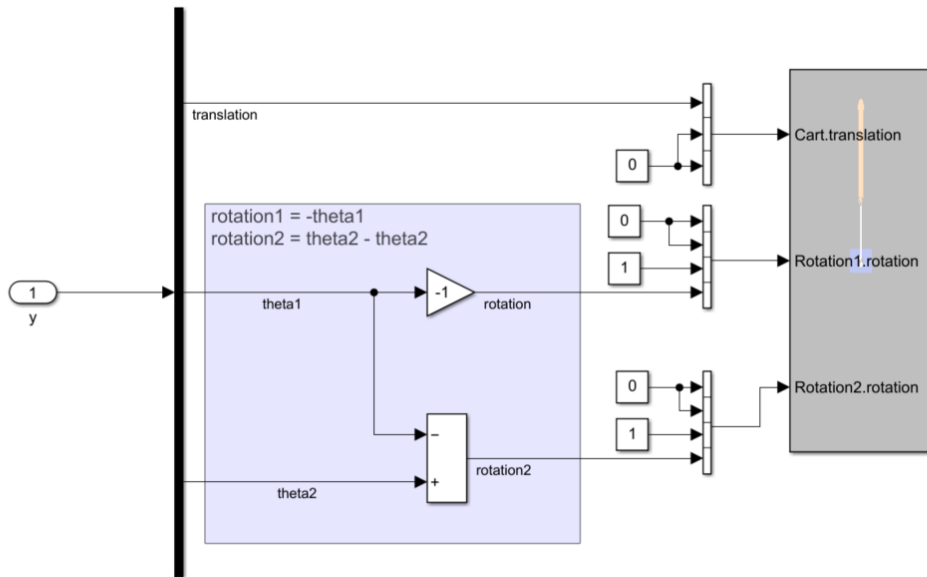 translation
0
Cart.translation
rotation1 = -theta1
rotation2 = theta2 - theta2
0
1
Rotation1.rotation
1
y
theta1
-1
rotation
0
1
Rotation2.rotation
−
+
theta2
rotation2